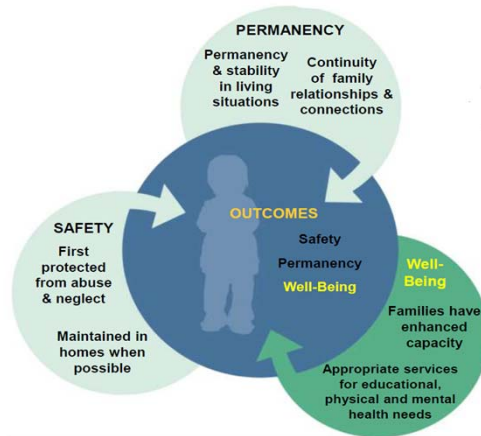 PERMANENCY
Permanency
& stability
in living
situations
Continuity
of family
relationships &
connections
OUTCOMES
Safety
Permanency
Well-Being
SAFETY
First
protected
from abuse
& neglect
Maintained in
homes when
possible
Well-
Being
Families have
enhanced
capacity
Appropriate services
for educational,
physical and mental
health needs